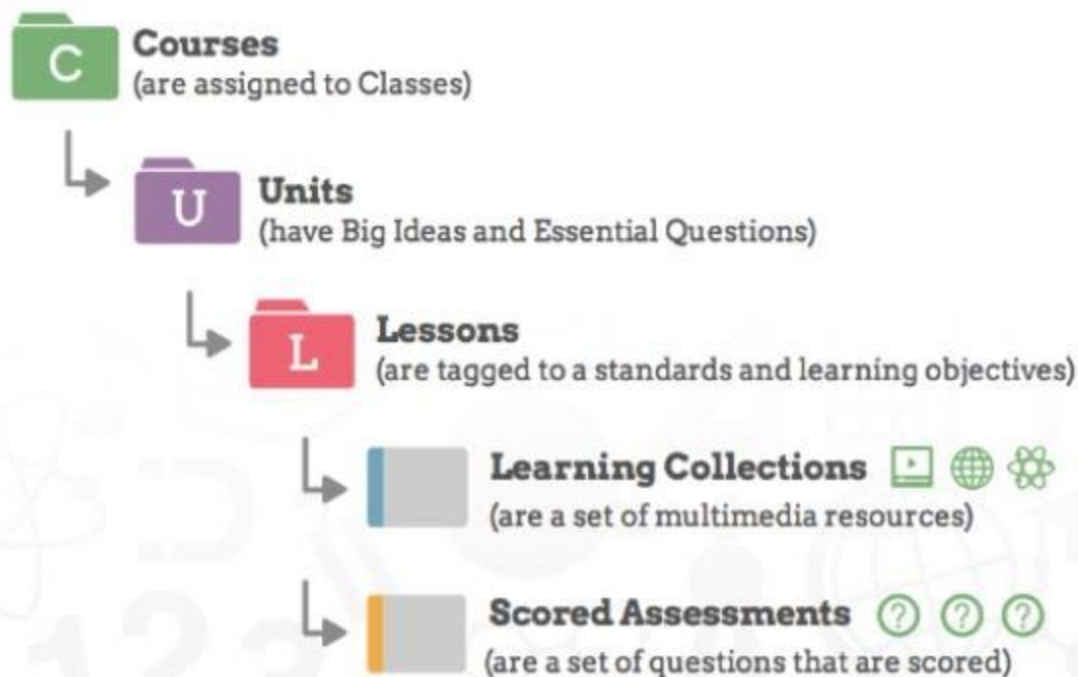 C
Courses
(are assigned to Classes)
U
Units
(have Big Ideas and Essential Questions)
L
Lessons
(are tagged to a standards and learning objectives)
Learning Collections
(are a set of multimedia resources)
Scored Assessments ? ? ?
(are a set of questions that are scored)
123